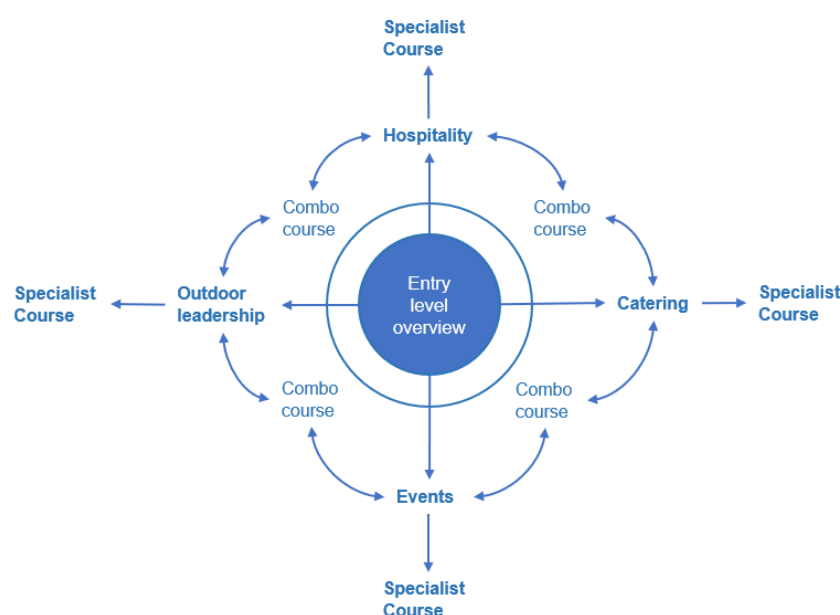 Specialist
Course
Hospitality
Combo
course
Combo
course
Specialist
Course
Outdoor
leadership
Entry
level
overview
Catering
Specialist
Course
Combo
course
Combo
course
Events
Specialist
Course